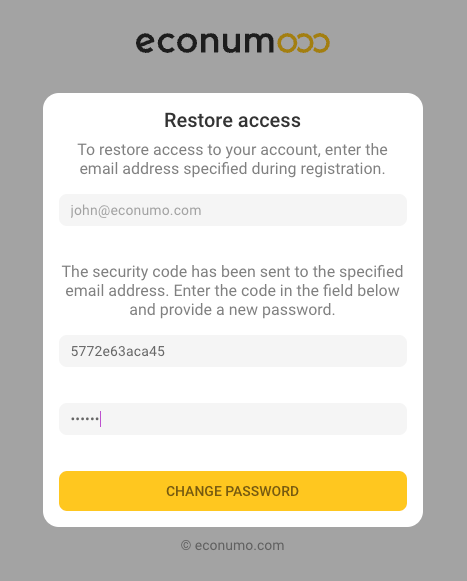 econumo
Restore access
To restore access to your account, enter the
email address specified during registration.
john@econumo.com
The security code has been sent to the specified
email address. Enter the code in the field below
and provide a new password.
5772e63aca45
••••••
CHANGE PASSWORD
© econumo.com